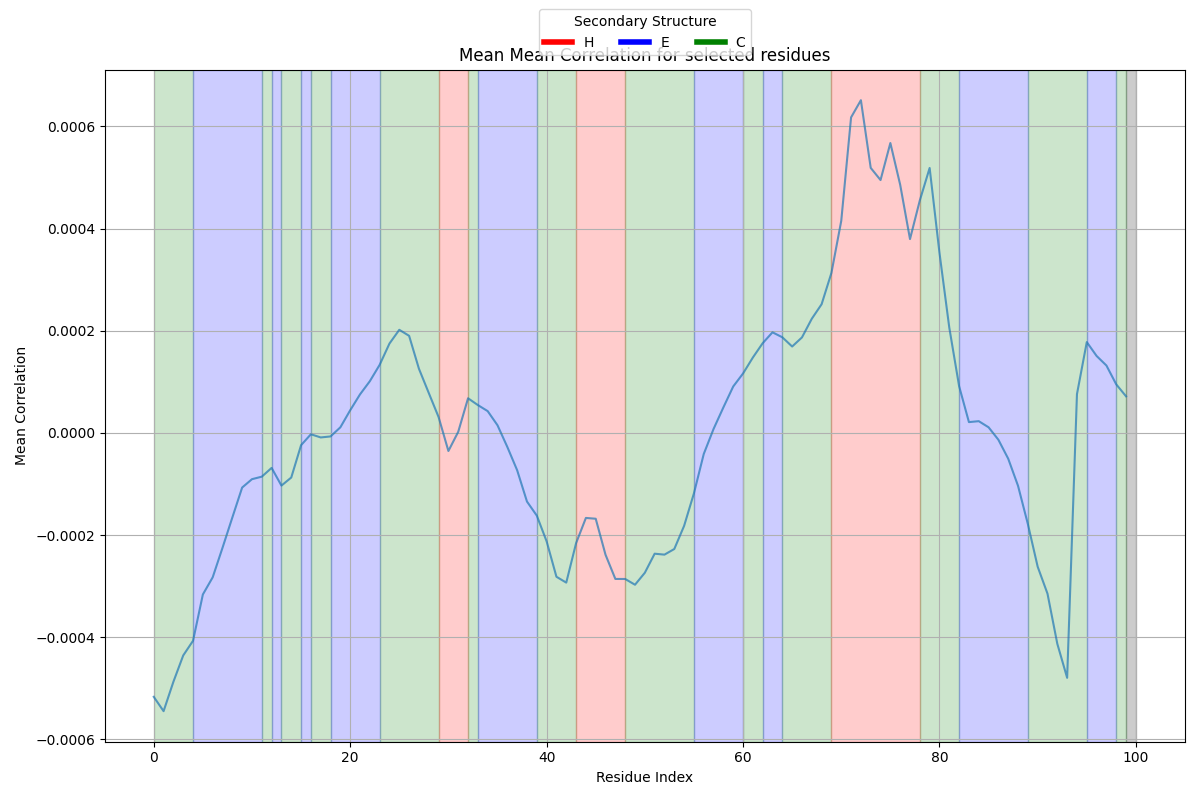 Secondary Structure
H E C
Mean Mean Correlation for selected residues
Mean Correlation
0.0006
0.0004
0.0002
0.0000
−0.0002
−0.0004
−0.0006
0 20 40 60 80 100
Residue Index